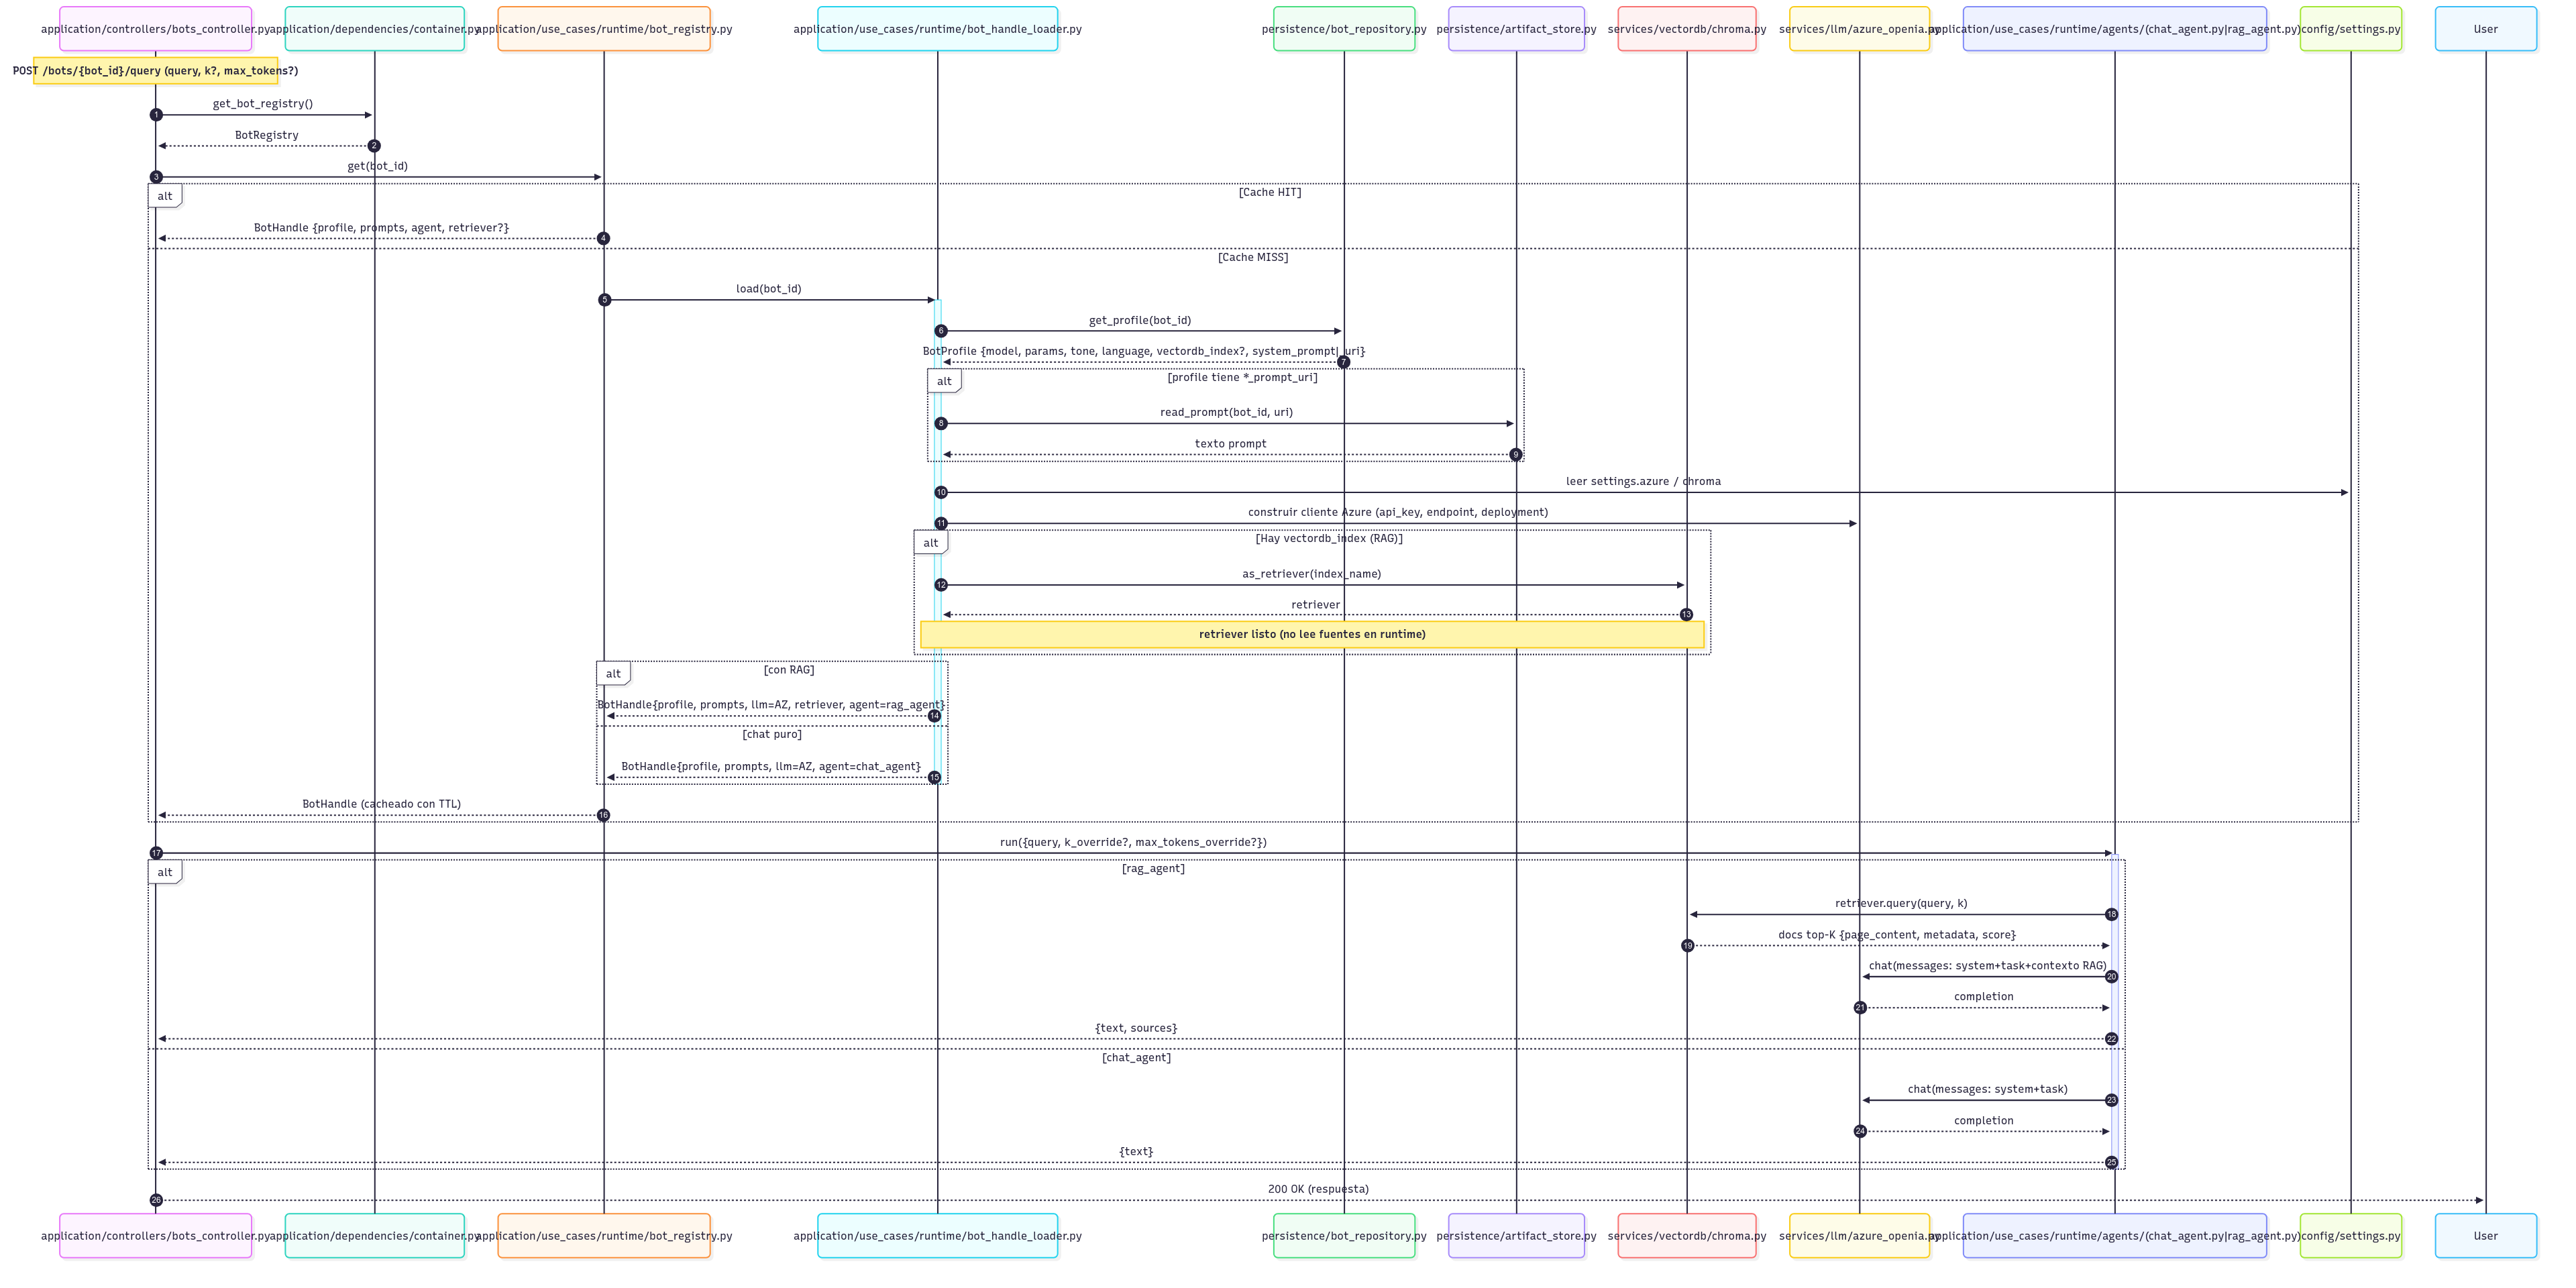 application/controllers/bots_controller.py
application/dependencies/container.py
application/use_cases/runtime/bot_registry.py
application/use_cases/runtime/bot_handle_loader.py
persistence/bot_repository.py
persistence/artifact_store.py
services/vectordb/chroma.py
services/llm/azure_openia.py
application/use_cases/runtime/agents/(chat_agent.py|rag_agent.py)
config/settings.py
User
POST /bots/{bot_id}/query (query, k?, max_tokens?)
get_bot_registry()
1
BotRegistry
2
get(bot_id)
3
alt
[Cache HIT]
BotHandle {profile, prompts, agent, retriever?}
4
[Cache MISS]
load(bot_id)
5
get_profile(bot_id)
6
BotProfile {model, params, tone, language, vectordb_index?, system_prompt|_uri}
7
alt
[profile tiene *_prompt_uri]
read_prompt(bot_id, uri)
8
texto prompt
9
leer settings.azure / chroma
10
construir cliente Azure (api_key, endpoint, deployment)
11
alt
[Hay vectordb_index (RAG)]
as_retriever(index_name)
12
retriever
13
retriever listo (no lee fuentes en runtime)
alt
[con RAG]
BotHandle{profile, prompts, llm=AZ, retriever, agent=rag_agent}
14
[chat puro]
BotHandle{profile, prompts, llm=AZ, agent=chat_agent}
15
BotHandle (cacheado con TTL)
16
run({query, k_override?, max_tokens_override?})
17
alt
[rag_agent]
retriever.query(query, k)
18
docs top-K {page_content, metadata, score}
19
chat(messages: system+task+contexto RAG)
20
completion
21
{text, sources}
22
[chat_agent]
chat(messages: system+task)
23
completion
24
{text}
25
200 OK (respuesta)
26
application/controllers/bots_controller.py
application/dependencies/container.py
application/use_cases/runtime/bot_registry.py
application/use_cases/runtime/bot_handle_loader.py
persistence/bot_repository.py
persistence/artifact_store.py
services/vectordb/chroma.py
services/llm/azure_openia.py
application/use_cases/runtime/agents/(chat_agent.py|rag_agent.py)
config/settings.py
User